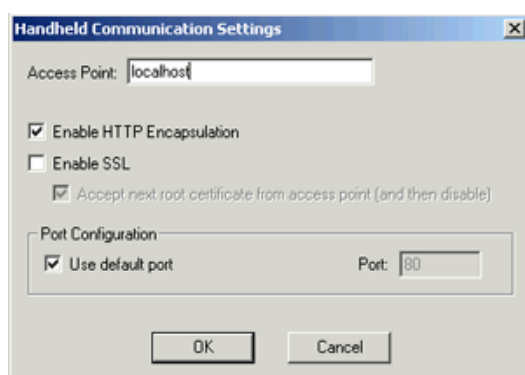 Handheld Communication Settings
Access Point: localhost
Enable HTTP Encapsulation
Enable SSL
Accept next root certificate from access point (and then disable)
Port Configuration
Use default port Port: 80
OK Cancel